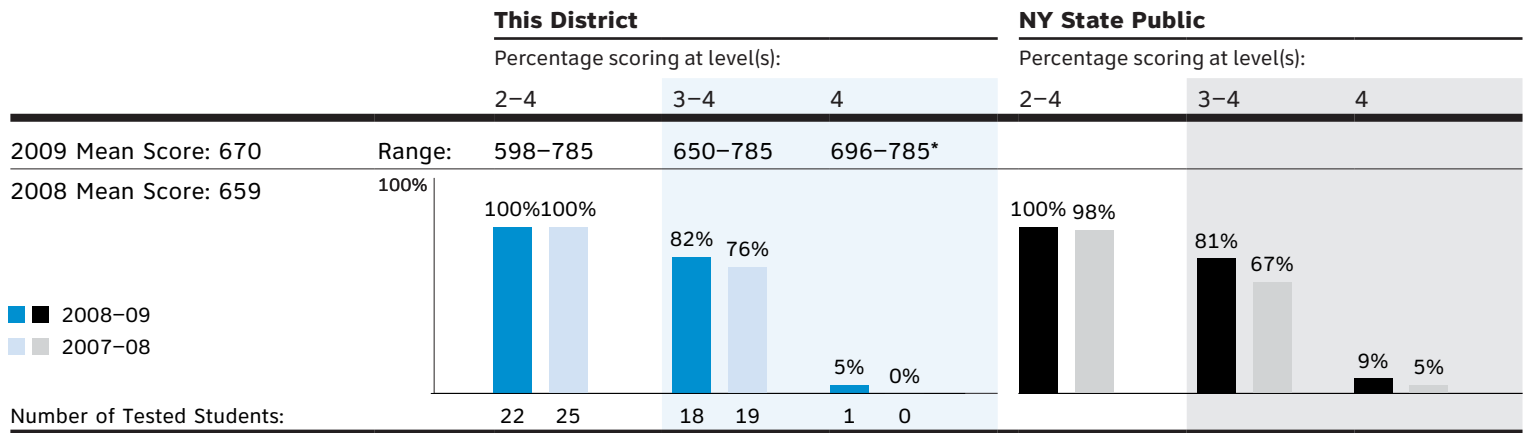 This District NY State Public
Percentage scoring at level(s): Percentage scoring at level(s):
2–4 3–4 4 2–4 3–4 4
2009 Mean Score: 670 Range: 598–785 650–785 696–785*
2008 Mean Score: 659 100%
100% 100% 100% 98%
82% 76% 81% 67%
5% 0% 9% 5%
2008–09
2007–08
Number of Tested Students: 22 25 18 19 1 0